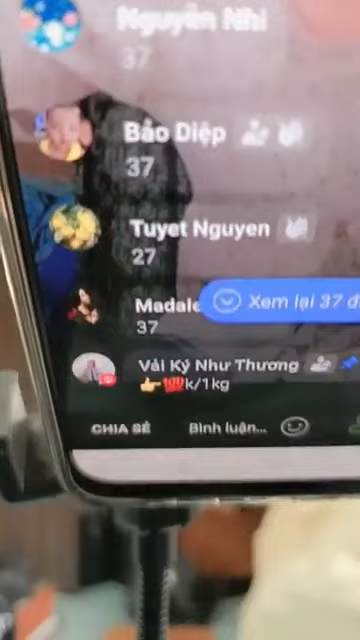 Nguyễn Nhi
37
Bảo Diệp
37
Tuyet Nguyen
27
Madale
Xem lại 37 đ
37
Vải Ký Như Thương
👉💯k/1kg
CHIA SẺ
Bình luận...